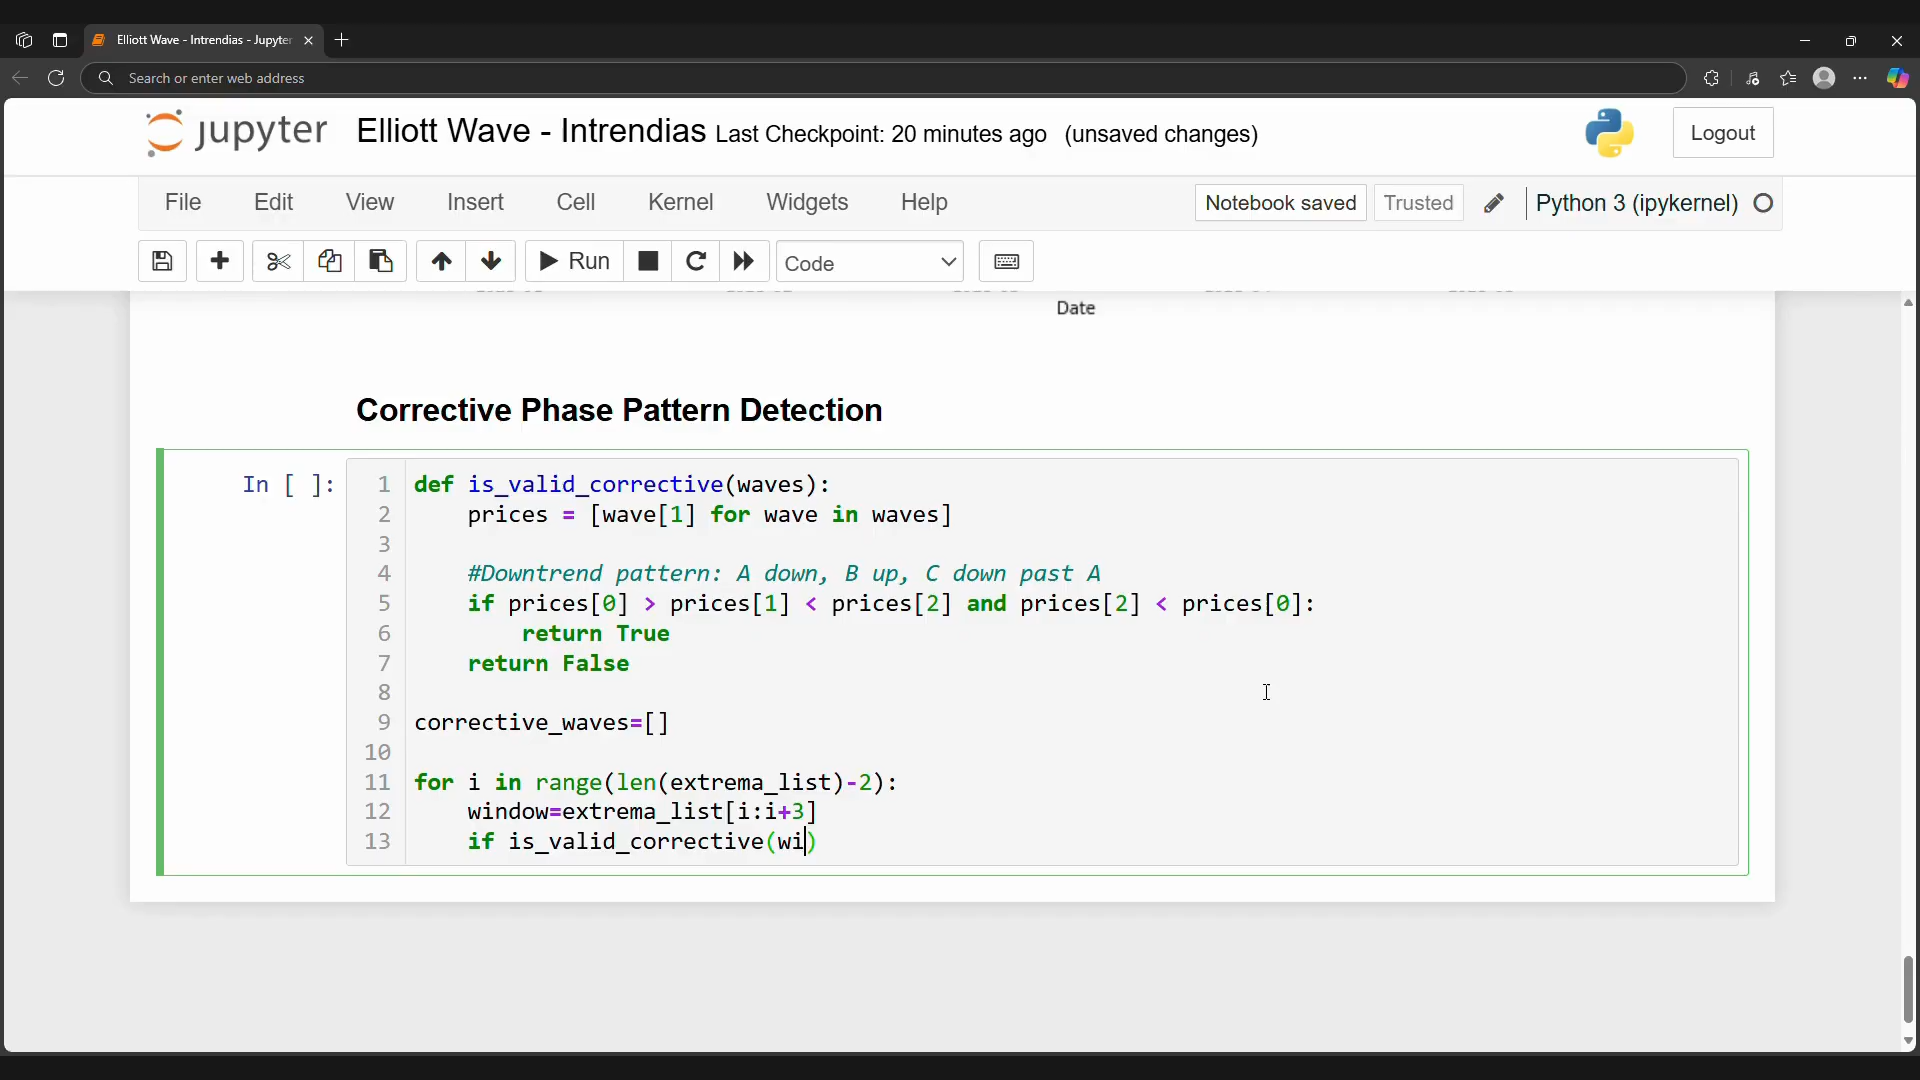 Elliott Wave - Intrendias - Jupyter
Search or enter web address
jupyter Elliott Wave - Intrendias Last Checkpoint: 20 minutes ago (unsaved changes)
Logout
File Edit View Insert Cell Kernel Widgets Help
Notebook saved Trusted Python 3 (ipykernel)
Run Code
Date
Corrective Phase Pattern Detection
In [ ]:
1 def is_valid_corrective(waves):
2 prices = [wave[1] for wave in waves]
3
4 #Downtrend pattern: A down, B up, C down past A
5 if prices[0] > prices[1] < prices[2] and prices[2] < prices[0]:
6 return True
7 return False
8
9 corrective_waves=[]
10
11 for i in range(len(extrema_list)-2):
12 window=extrema_list[i:i+3]
13 if is_valid_corrective(wi)